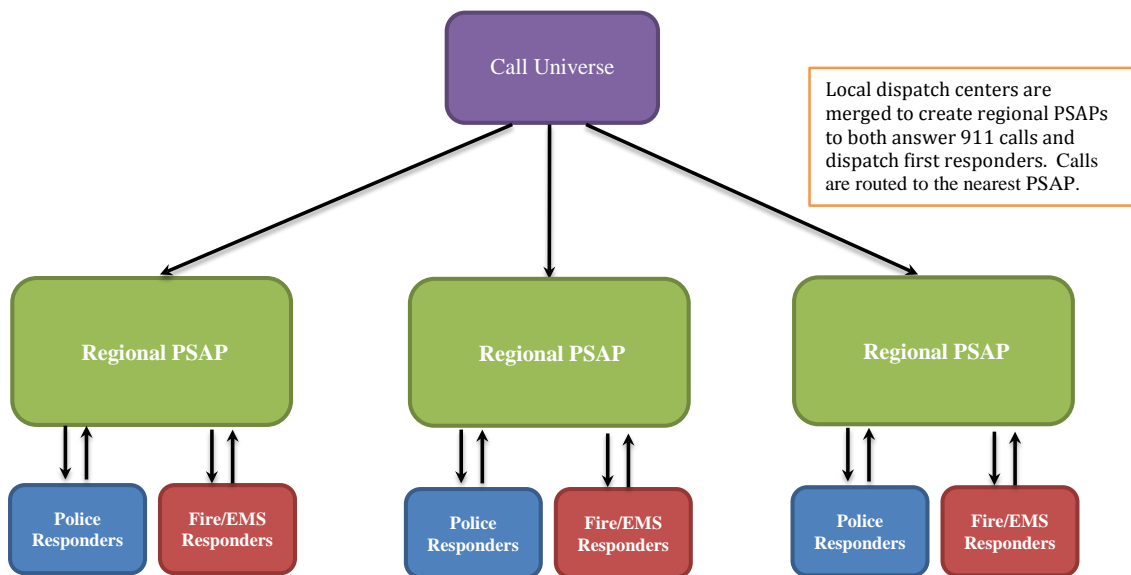 Call Universe
Local dispatch centers are
merged to create regional PSAPs
to both answer 911 calls and
dispatch first responders.  Calls
are routed to the nearest PSAP.
Regional PSAP
Regional PSAP
Regional PSAP
Police
Responders
Fire/EMS
Responders
Police
Responders
Fire/EMS
Responders
Police
Responders
Fire/EMS
Responders